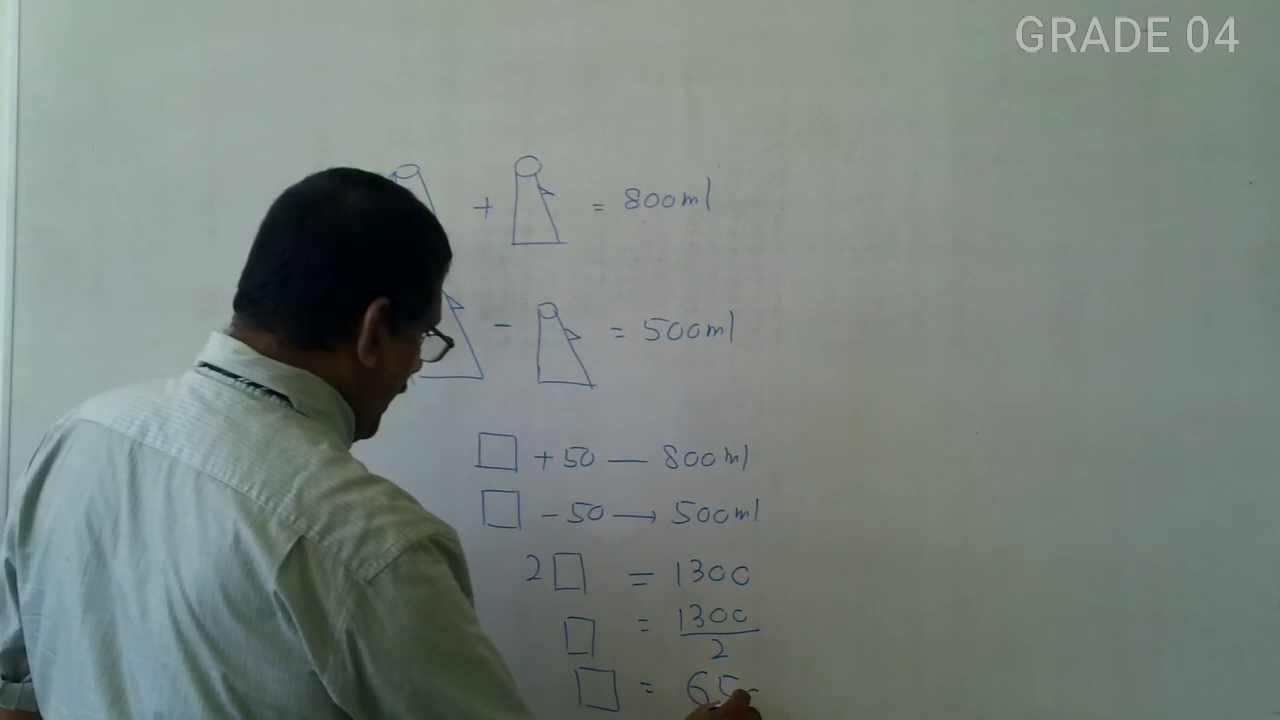 GRADE 04
+ = 800ml
- = 500ml
□ + 50 — 800ml
□ - 50 → 500ml
2□ = 1300
□ = 1300/2
□ = 65